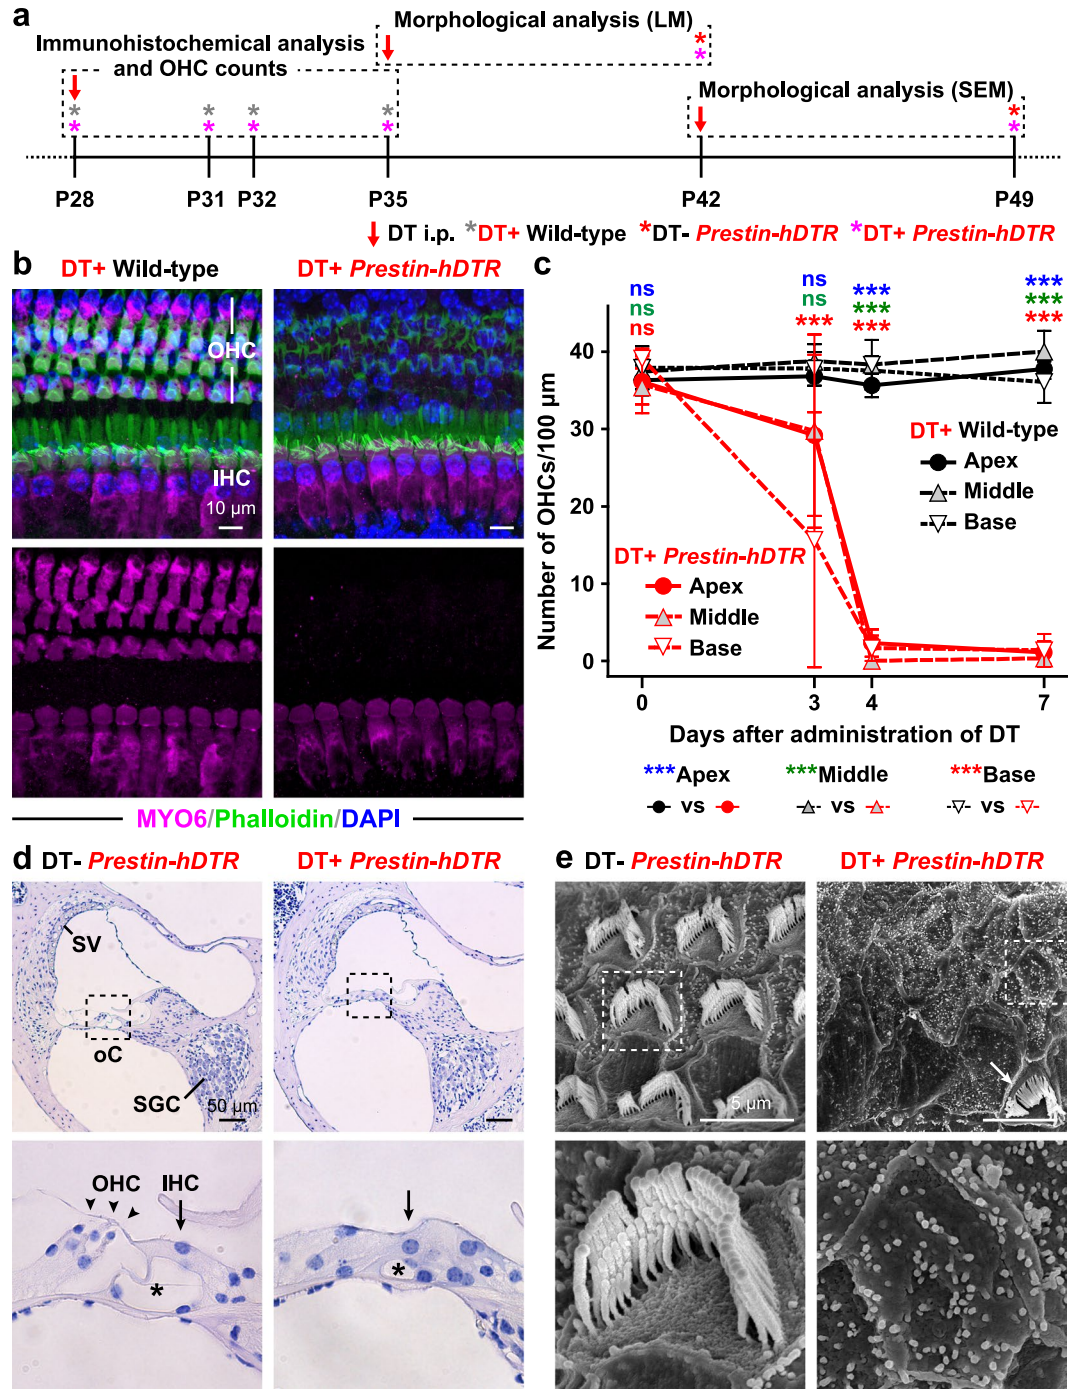 a
Morphological analysis (LM)
Immunohistochemical analysis
and OHC counts
Morphological analysis (SEM)
* * * *
* * * * * *
P28 P31 P32 P35 P42 P49
DT i.p. *DT+ Wild-type *DT- Prestin-hDTR *DT+ Prestin-hDTR
b
DT+ Wild-type DT+ Prestin-hDTR
OHC
IHC
10 µm
MYO6/Phalloidin/DAPI
c
ns ns *** ***
ns ns *** ***
ns *** *** ***
Number of OHCs/100 µm
40
30
20
10
0
DT+ Wild-type
Apex
Middle
Base
DT+ Prestin-hDTR
Apex
Middle
Base
0 3 4 7
Days after administration of DT
***Apex ***Middle ***Base
vs vs vs
d
DT- Prestin-hDTR DT+ Prestin-hDTR
SV
oC
SGC
50 µm
OHC IHC
* *
e
DT- Prestin-hDTR DT+ Prestin-hDTR
5 µm